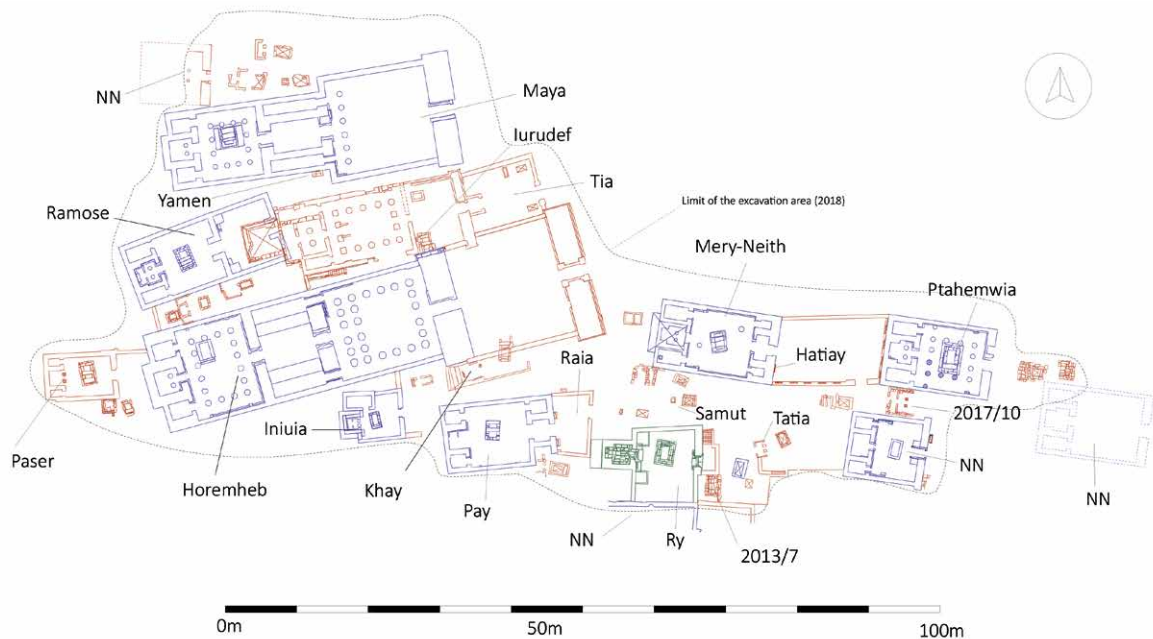 NN
Maya
Iurudef
Tia
Yamen
Ramose
Limit of the excavation area (2018)
Mery-Neith
Ptahemwia
Raia
Hatiay
Iniuia
Samut
Tatia
2017/10
Paser
Horemheb
Khay
Pay
NN
NN
Ry
2013/7
NN
0m
50m
100m